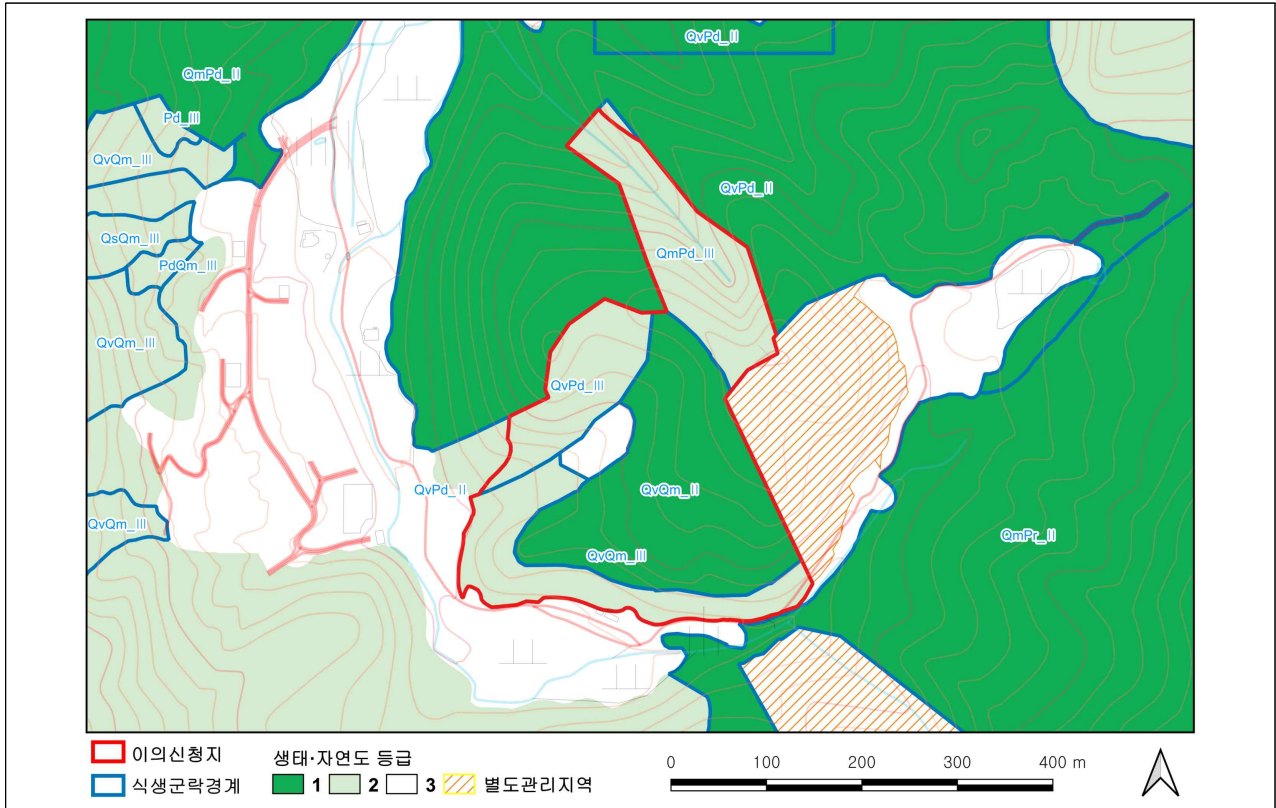 QvPd_II
QmPd_II
Pd_III
QvQm_III
QvPd_II
QsQm_III
QmPd_III
PdQm_III
QvQm_III
QvPd_III
QvPd_II
QvQm_II
QvQm_III
QvQm_III
QmPr_II
이의신청지
식생군락경계
생태·자연도 등급
1 2 3 별도관리지역
0 100 200 300 400 m